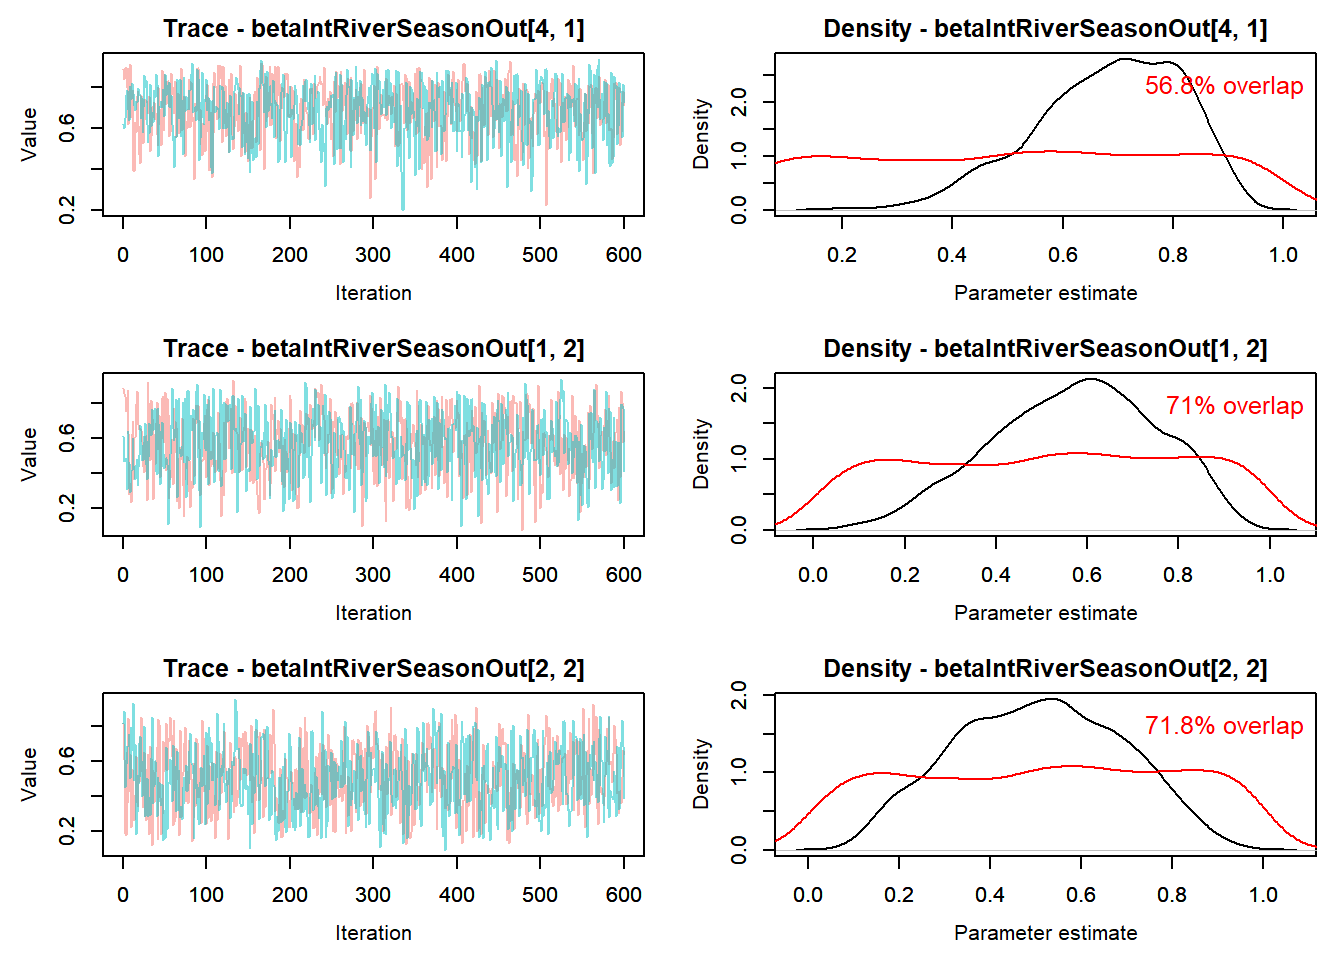 Trace - betaIntRiverSeasonOut[4, 1]
Value
0.2 0.6
0 100 200 300 400 500 600
Iteration
Density - betaIntRiverSeasonOut[4, 1]
56.8% overlap
Density
0.0 1.0 2.0
0.2 0.4 0.6 0.8 1.0
Parameter estimate
Trace - betaIntRiverSeasonOut[1, 2]
Value
0.2 0.6
0 100 200 300 400 500 600
Iteration
Density - betaIntRiverSeasonOut[1, 2]
71% overlap
Density
0.0 1.0 2.0
0.0 0.2 0.4 0.6 0.8 1.0
Parameter estimate
Trace - betaIntRiverSeasonOut[2, 2]
Value
0.2 0.6
0 100 200 300 400 500 600
Iteration
Density - betaIntRiverSeasonOut[2, 2]
71.8% overlap
Density
0.0 1.0 2.0
0.0 0.2 0.4 0.6 0.8 1.0
Parameter estimate